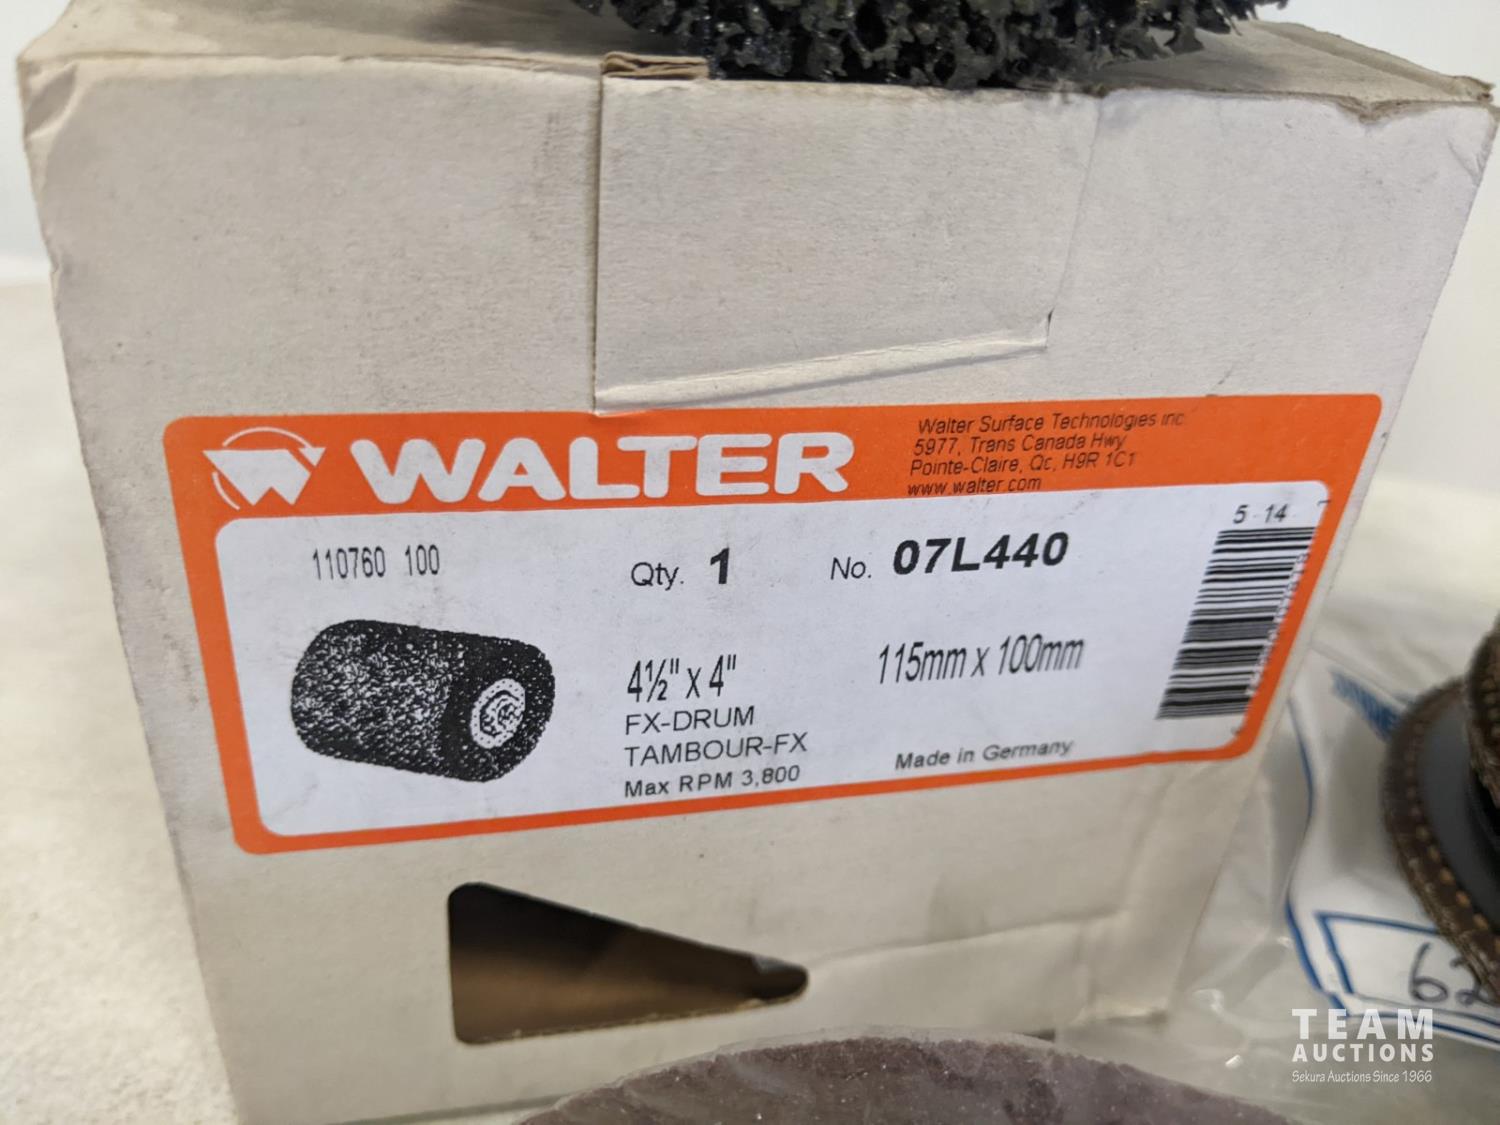 WALTER
Walter Surface Technologies Inc.
5977, Trans Canada Hwy
Pointe-Claire, Qc, H9R 1C1
www.walter.com
110760 100
Qty. 1
No. 07L440
5 - 14
4½" x 4"
115mm x 100mm
FX-DRUM
TAMBOUR-FX
Max RPM 3,800
Made in Germany
62
TEAM
AUCTIONS
Sekura Auctions Since 1966